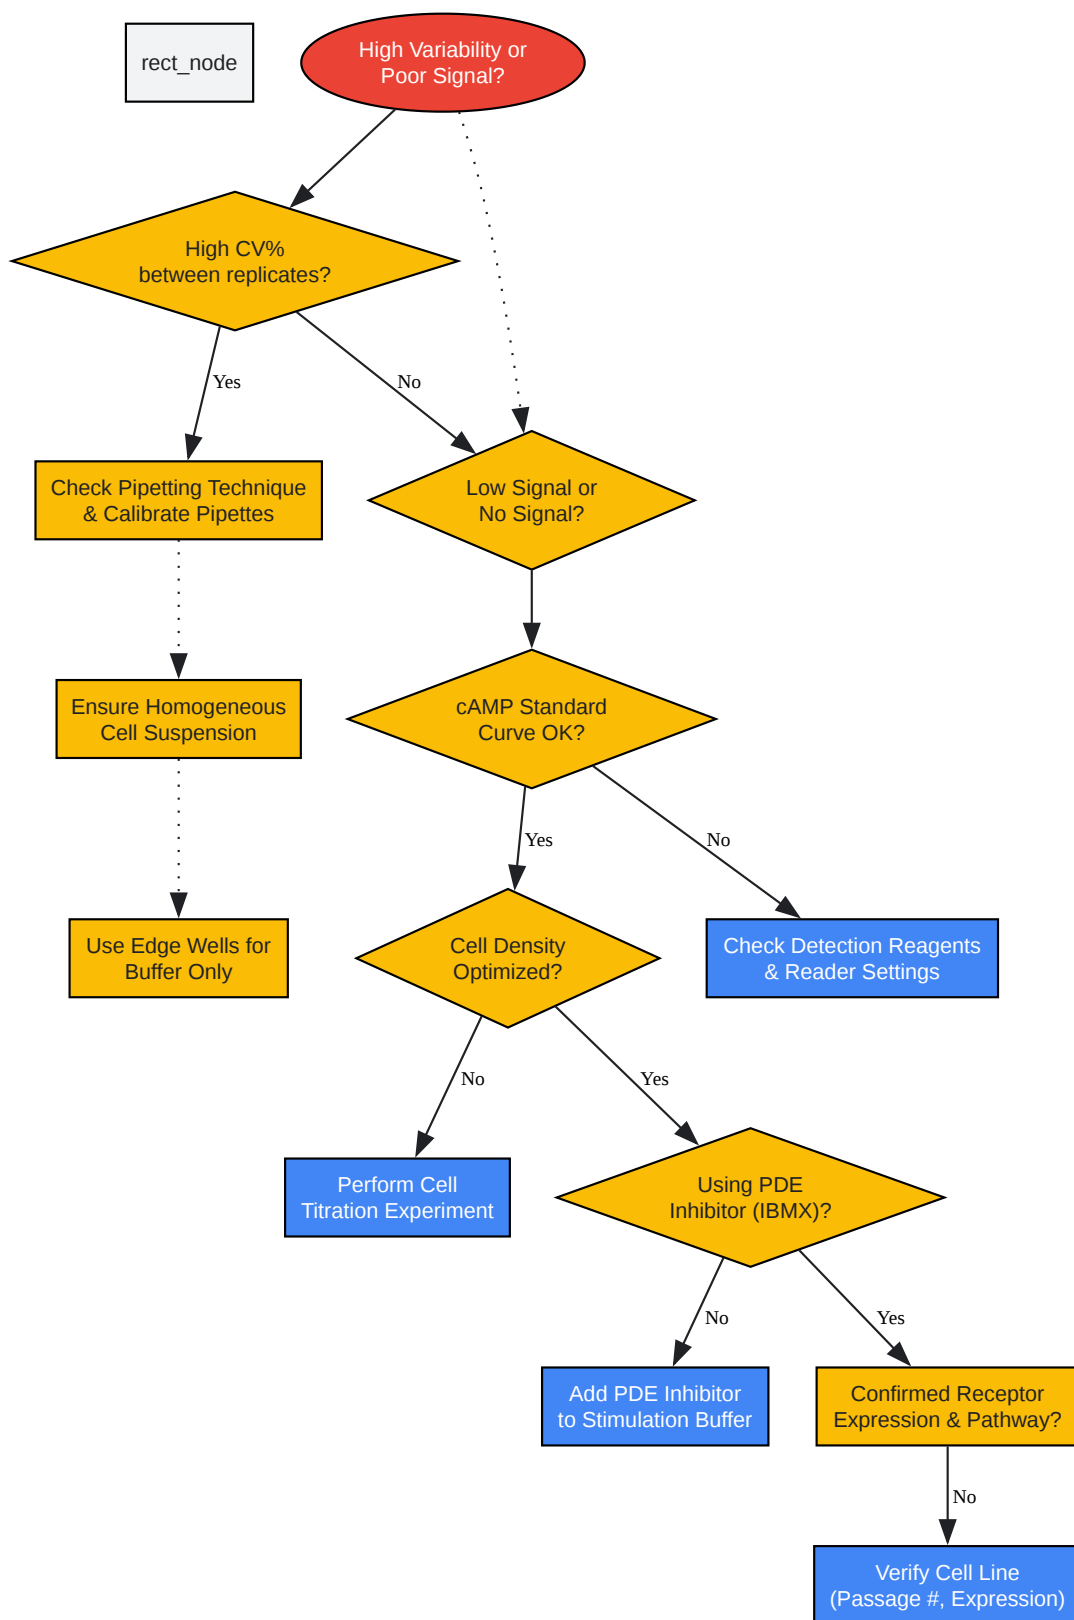 rect_node
High Variability or
Poor Signal?
High CV%
between replicates?
Yes
No
Check Pipetting Technique
& Calibrate Pipettes
Low Signal or
No Signal?
Ensure Homogeneous
Cell Suspension
cAMP Standard
Curve OK?
Yes
No
Use Edge Wells for
Buffer Only
Cell Density
Optimized?
Check Detection Reagents
& Reader Settings
No
Yes
Perform Cell
Titration Experiment
Using PDE
Inhibitor (IBMX)?
No
Yes
Add PDE Inhibitor
to Stimulation Buffer
Confirmed Receptor
Expression & Pathway?
No
Verify Cell Line
(Passage #, Expression)